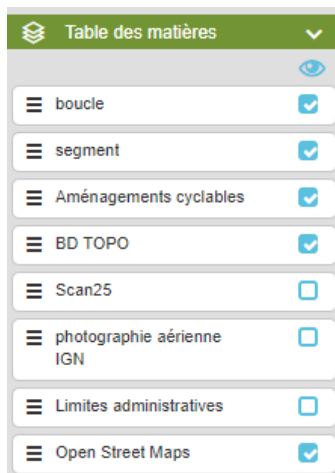 Table des matières
boucle
segment
Aménagements cyclables
BD TOPO
Scan25
photographie aérienne
IGN
Limites administratives
Open Street Maps